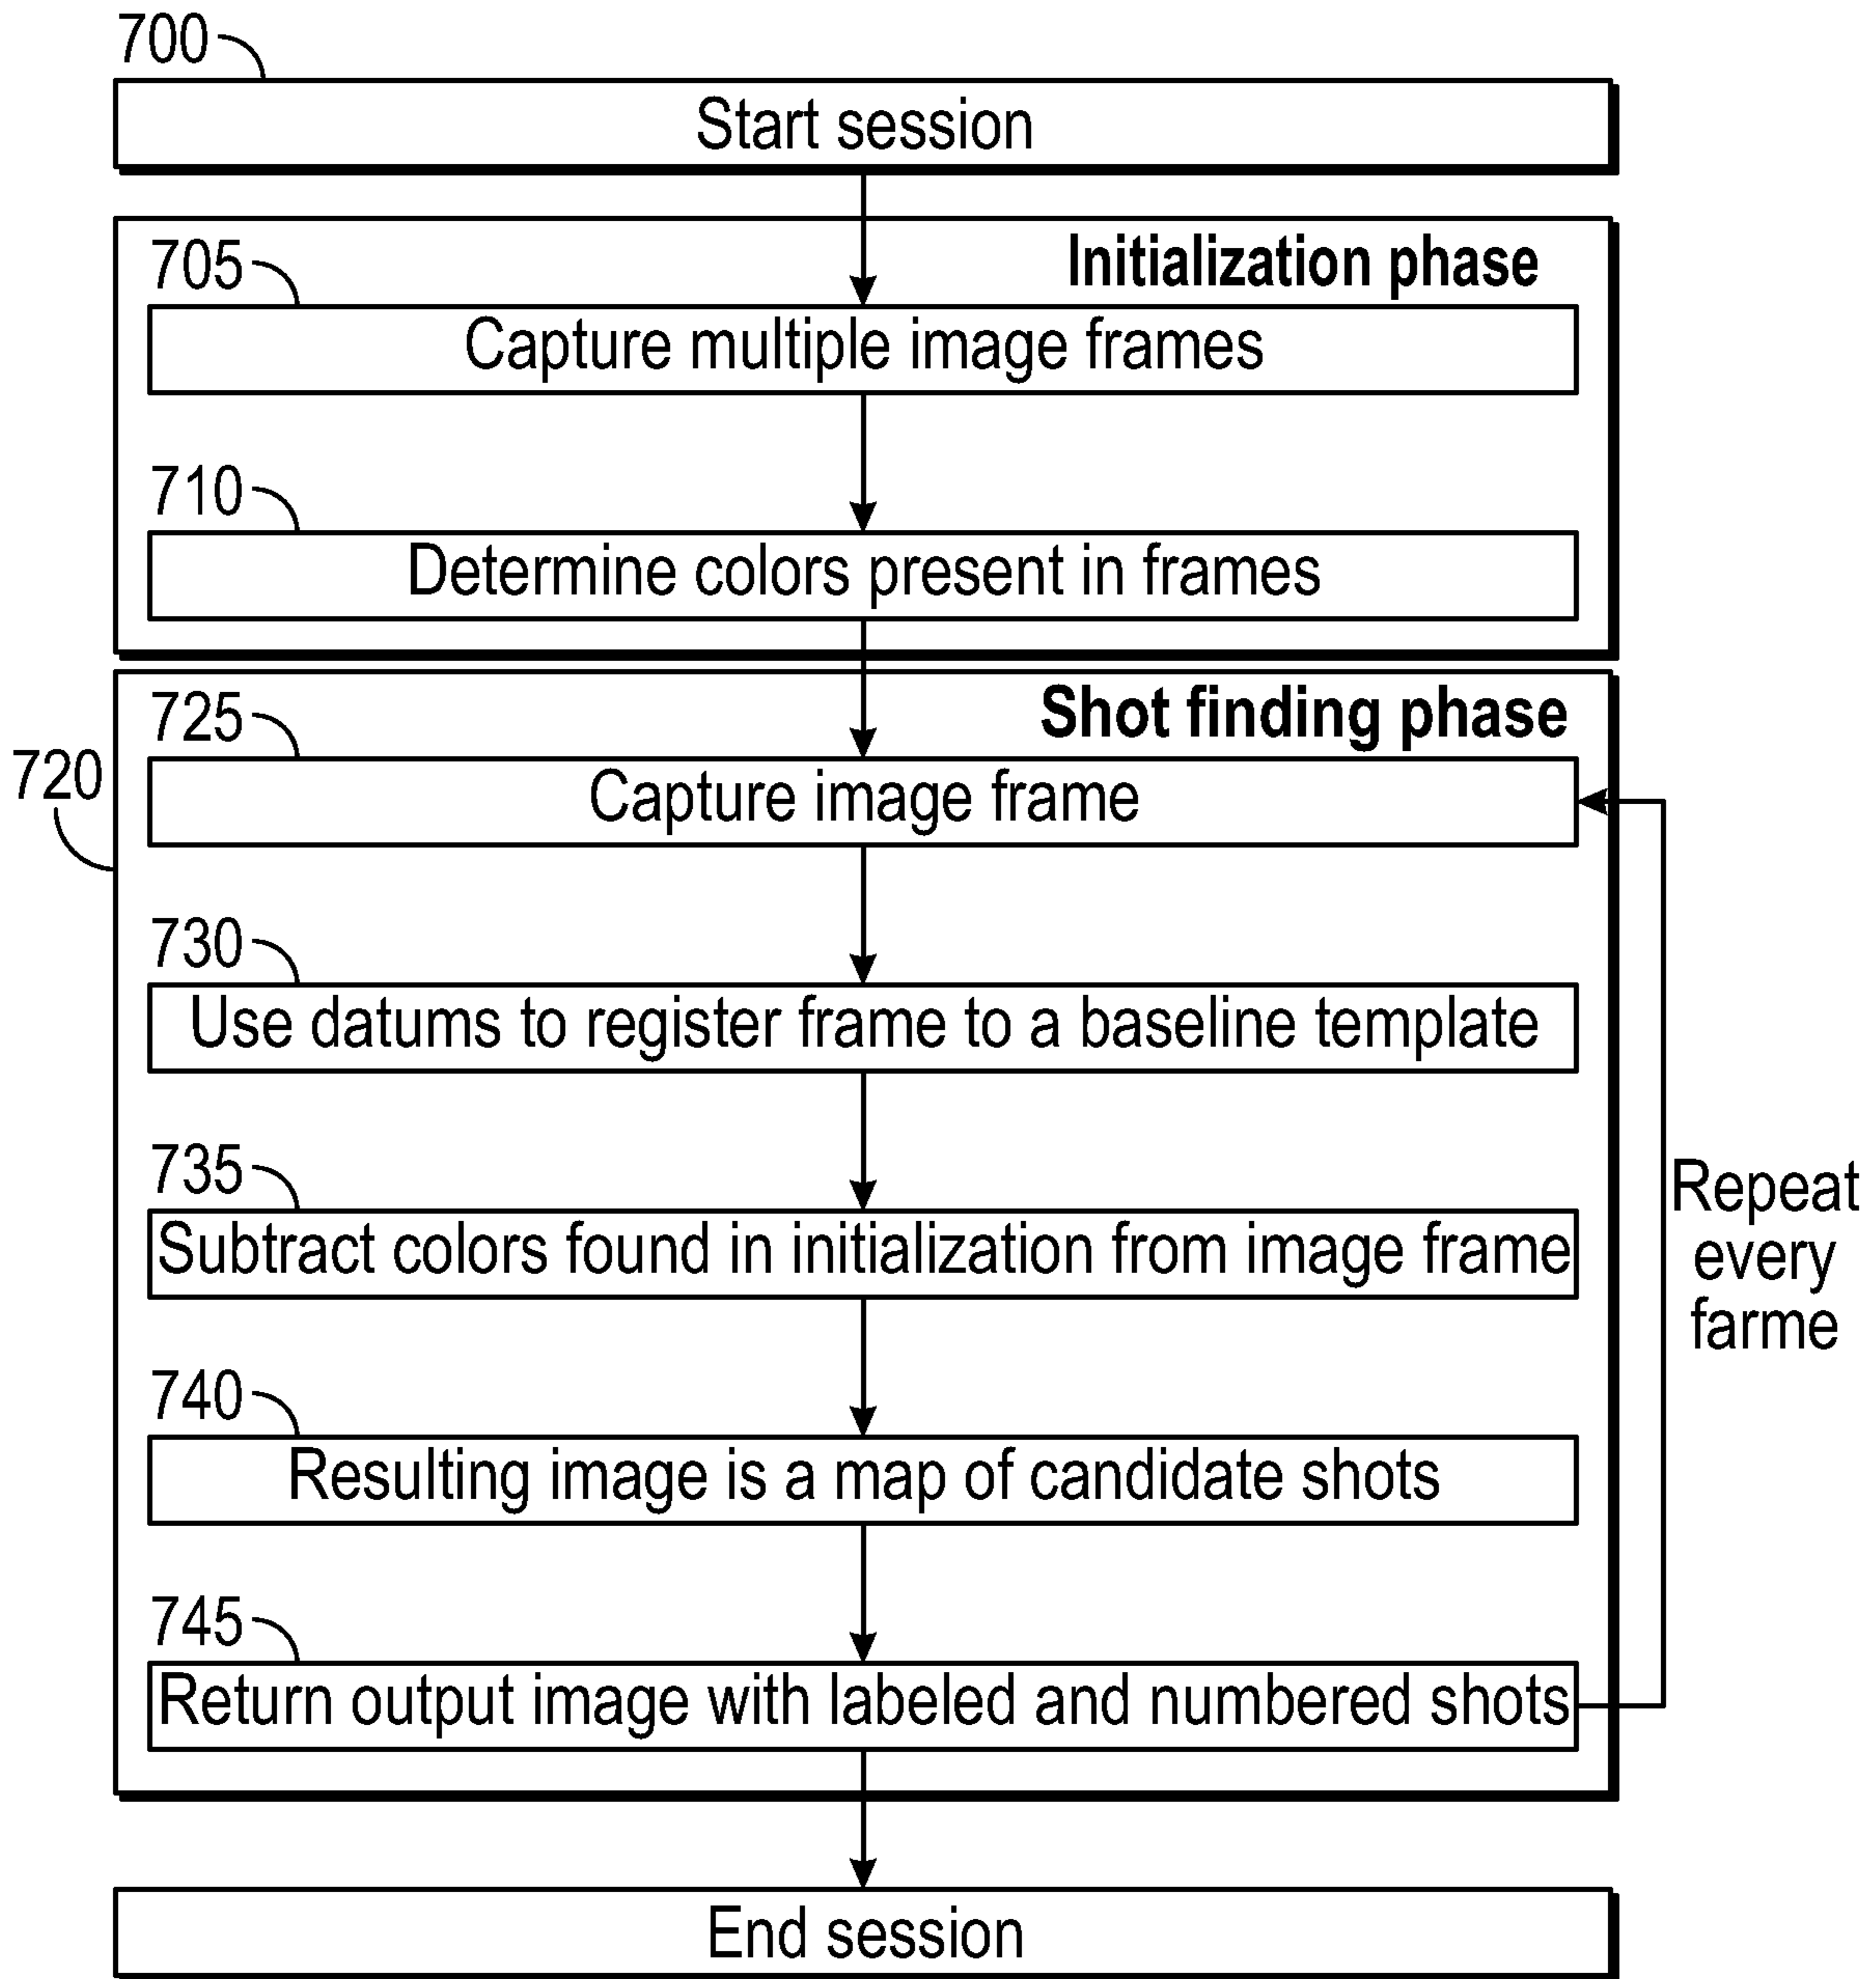 700
Start session
Initialization phase
705
Capture multiple image frames
710
Determine colors present in frames
Shot finding phase
720
725
Capture image frame
730
Use datums to register frame to a baseline template
735
Subtract colors found in initialization from image frame
740
Resulting image is a map of candidate shots
745
Return output image with labeled and numbered shots
Repeat
every
farme
End session